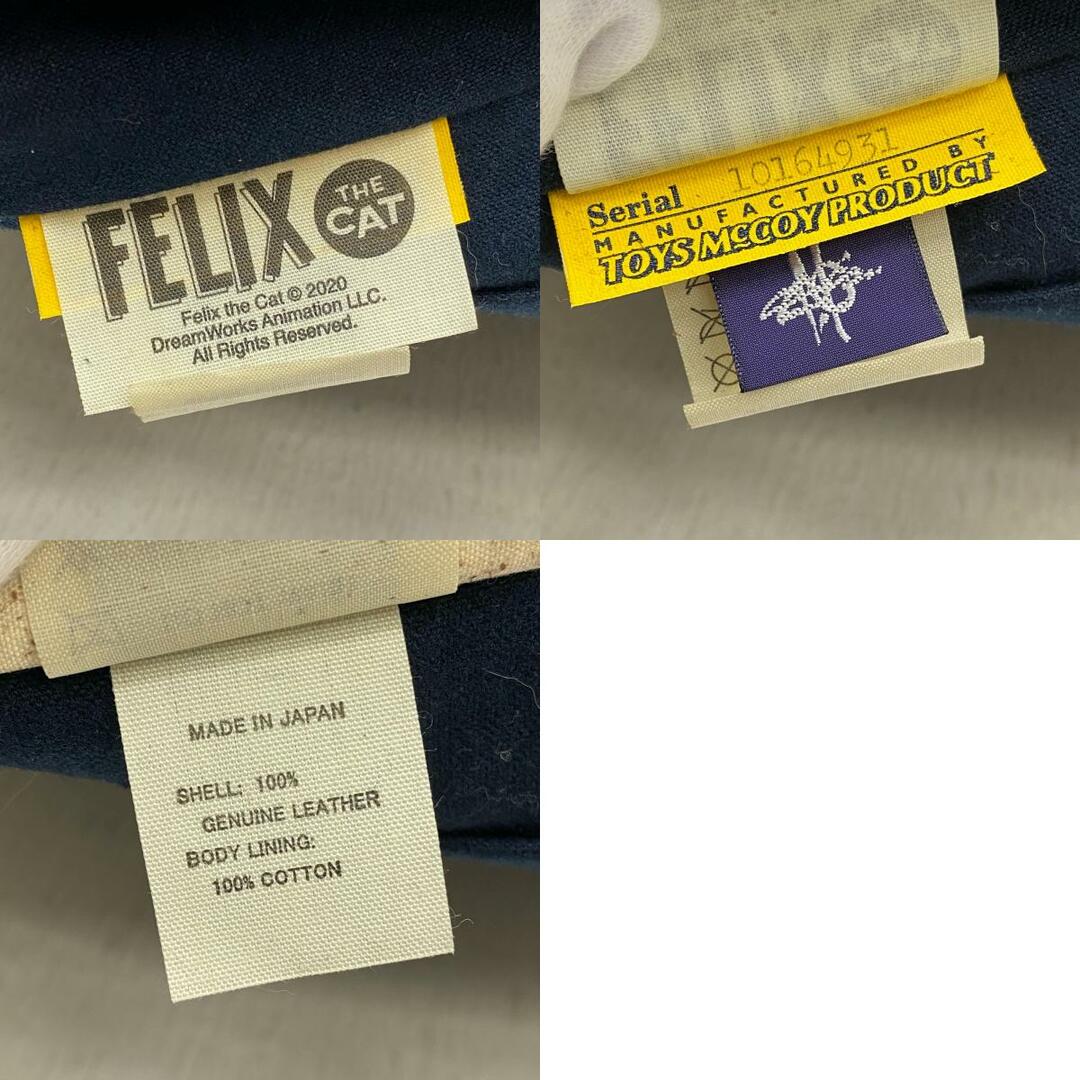 FELIX THE CAT
Felix the Cat © 2020
DreamWorks Animation LLC.
All Rights Reserved.
Serial 10164931
MANUFACTURED BY
TOYS McCOY PRODUCT
MADE IN JAPAN
SHELL; 100%
GENUINE LEATHER
BODY LINING:
100% COTTON